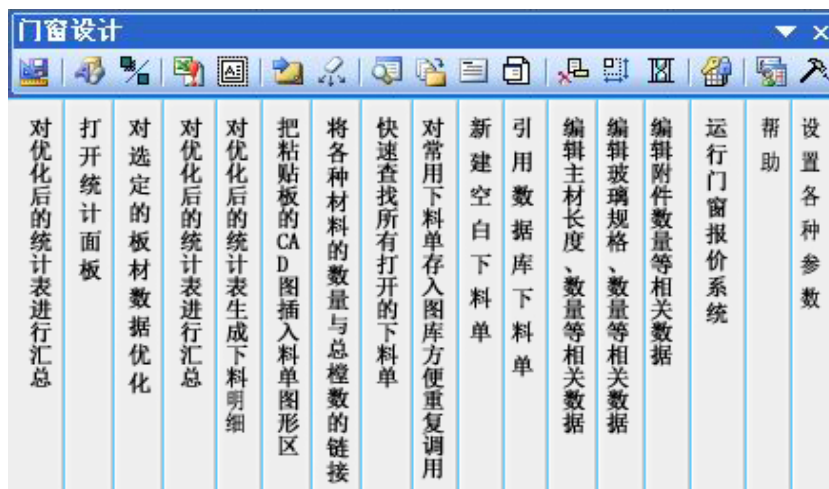 门窗设计
对优化后的统计表进行汇总
打开统计面板
对选定的板材数据优化
对优化后的统计表进行汇总
对优化后的统计表生成下料明细
把粘贴板的CAD图插入料单图形区
将各种材料的数量与总樘数的链接
快速查找所有打开的下料单
对常用下料单存入图库方便重复调用
新建空白下料单
引用数据库下料单
编辑主材长度、数量等相关数据
编辑玻璃规格、数量等相关数据
编辑附件数量等相关数据
运行门窗报价系统
帮助
设置各种参数